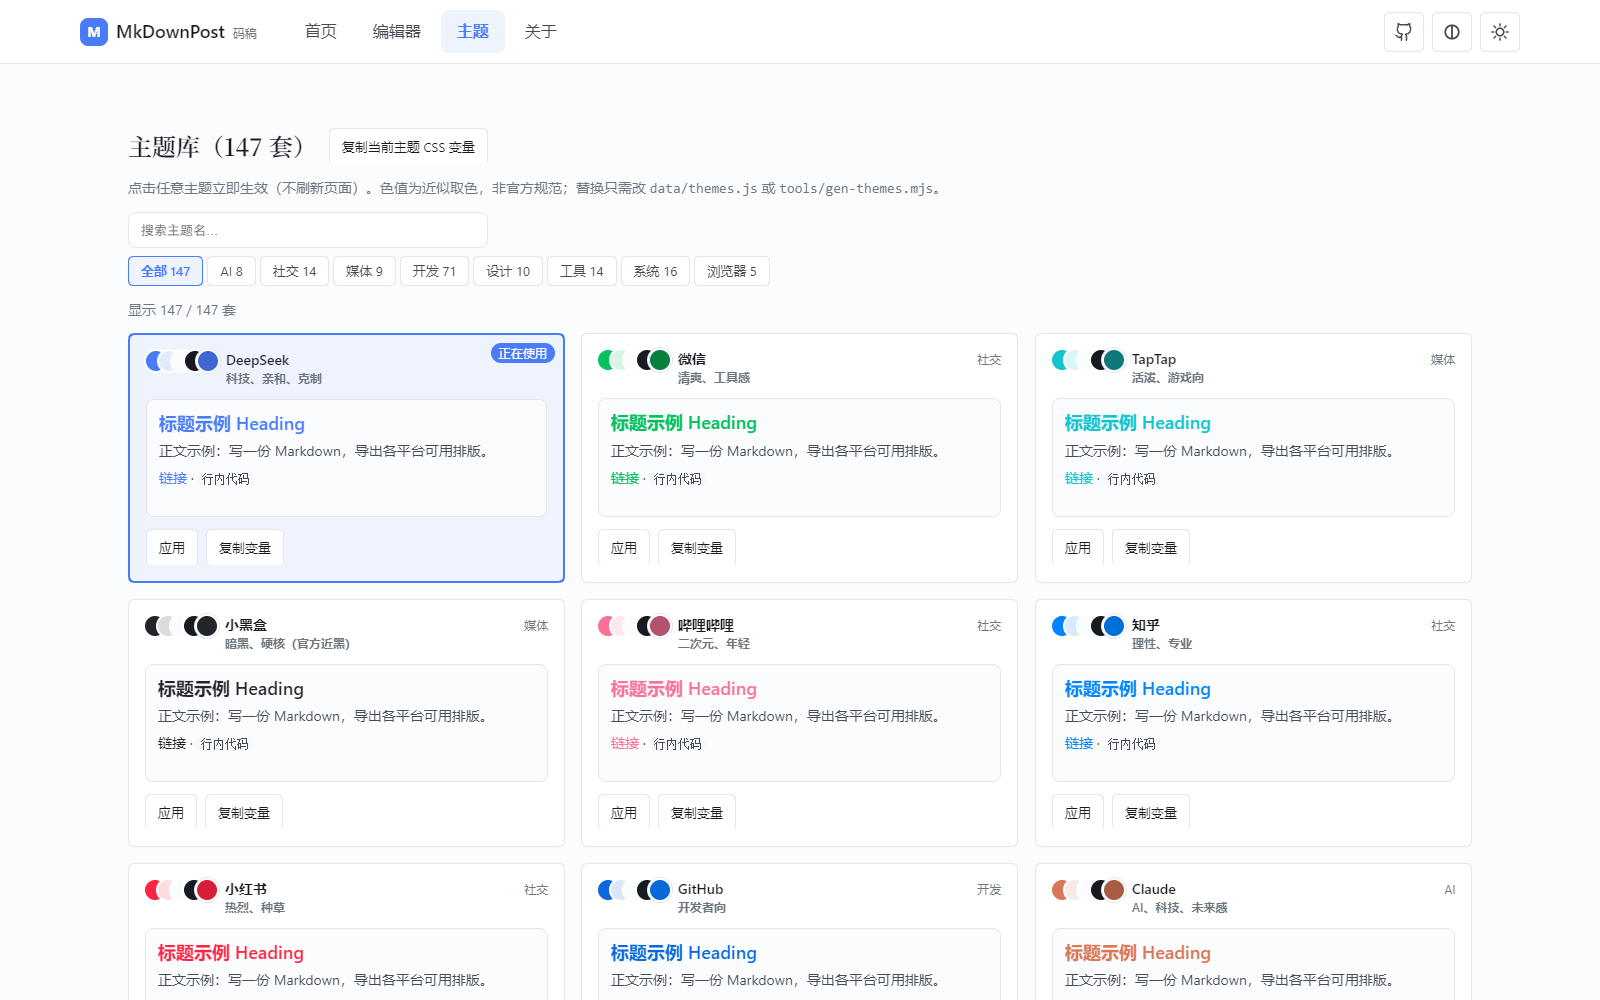 M MkDownPost 码稿 首页 编辑器 主题 关于
主题库（147 套） 复制当前主题 CSS 变量
点击任意主题立即生效（不刷新页面）。色值为近似取色，非官方规范；替换只需改 data/themes.js 或 tools/gen-themes.mjs。
搜索主题名...
全部 147 AI 8 社交 14 媒体 9 开发 71 设计 10 工具 14 系统 16 浏览器 5
显示 147 / 147 套
DeepSeek 正在使用
科技、亲和、克制
标题示例 Heading
正文示例：写一份 Markdown，导出各平台可用排版。
链接 · 行内代码
应用 复制变量
微信 社交
清爽、工具感
标题示例 Heading
正文示例：写一份 Markdown，导出各平台可用排版。
链接 · 行内代码
应用 复制变量
TapTap 媒体
活泼、游戏向
标题示例 Heading
正文示例：写一份 Markdown，导出各平台可用排版。
链接 · 行内代码
应用 复制变量
小黑盒 媒体
暗黑、硬核（官方近黑）
标题示例 Heading
正文示例：写一份 Markdown，导出各平台可用排版。
链接 · 行内代码
应用 复制变量
哔哩哔哩 社交
二次元、年轻
标题示例 Heading
正文示例：写一份 Markdown，导出各平台可用排版。
链接 · 行内代码
应用 复制变量
知乎 社交
理性、专业
标题示例 Heading
正文示例：写一份 Markdown，导出各平台可用排版。
链接 · 行内代码
应用 复制变量
小红书 社交
热烈、种草
标题示例 Heading
正文示例：写一份 Markdown，导出各平台可用排版。
GitHub 开发
开发者向
标题示例 Heading
正文示例：写一份 Markdown，导出各平台可用排版。
Claude AI
AI、科技、未来感
标题示例 Heading
正文示例：写一份 Markdown，导出各平台可用排版。